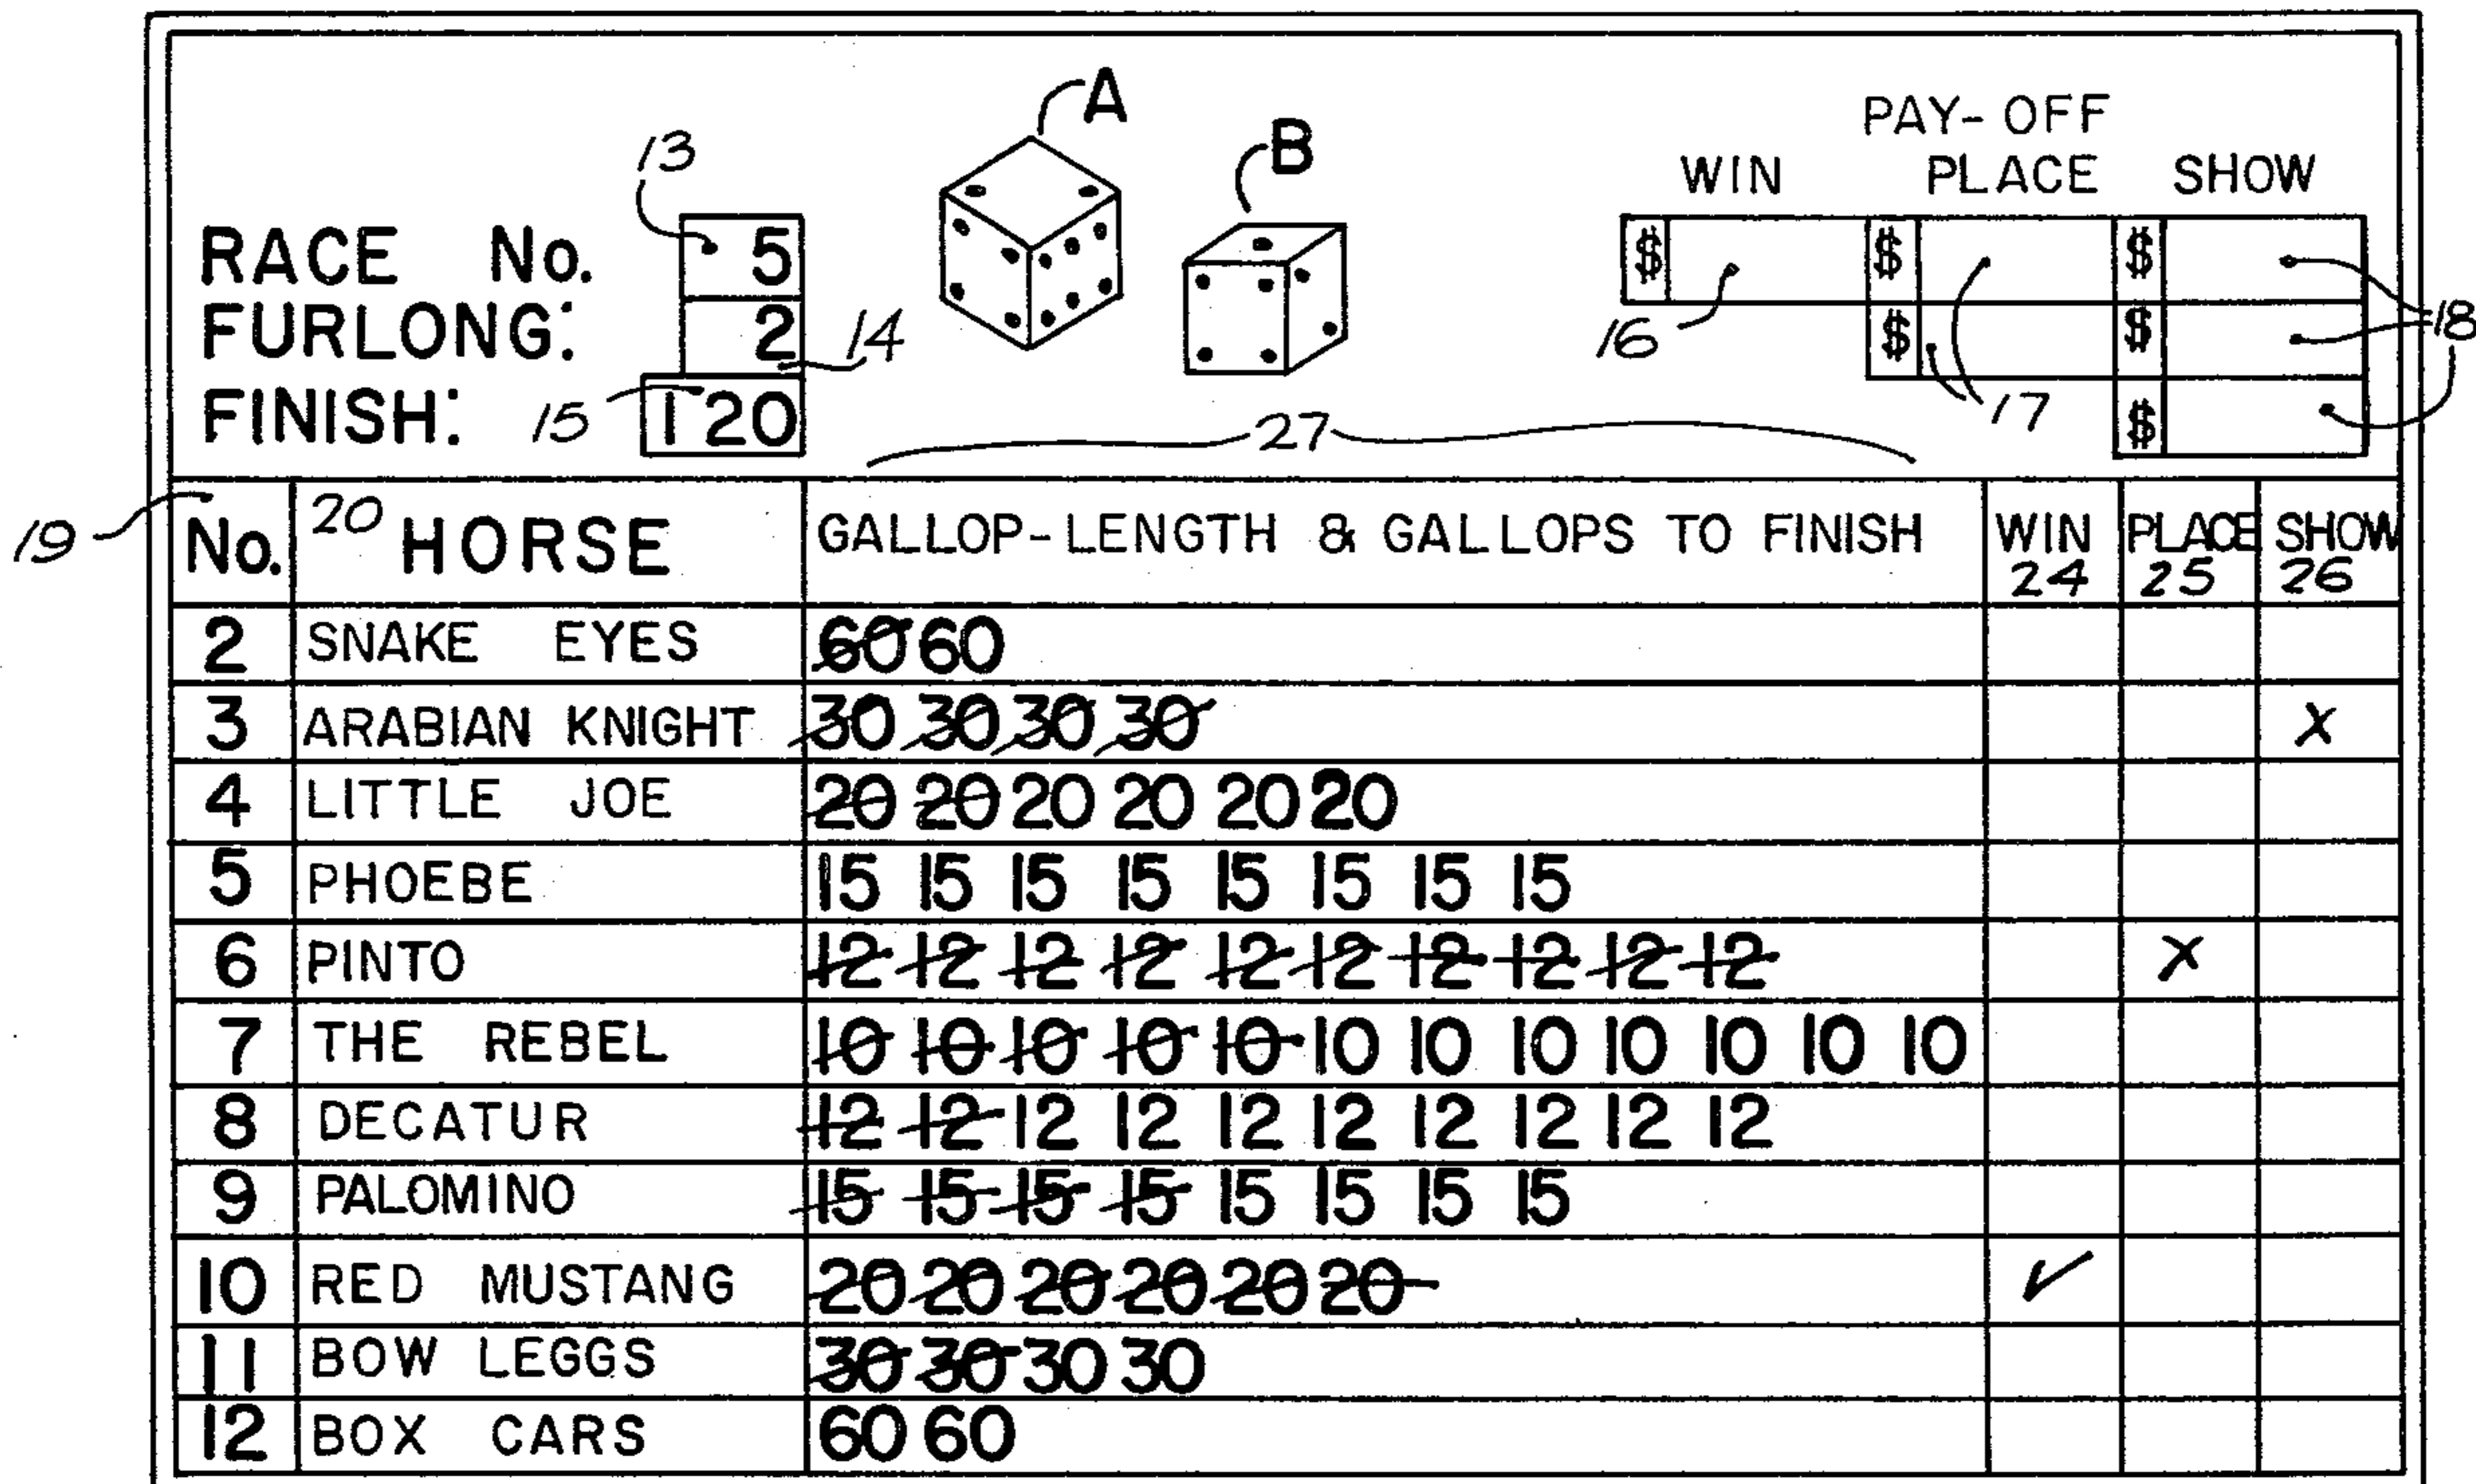 A
B
13
PAY-OFF
WIN PLACE SHOW
RACE No. 5 $ $ $
FURLONG: 2 14 16 $ $ 18
FINISH: 15 120 27 17 $
19 No. 20 HORSE GALLOP-LENGTH & GALLOPS TO FINISH WIN 24 PLACE 25 SHOW 26
2 SNAKE EYES 60 60
3 ARABIAN KNIGHT 30 30 30 30 X
4 LITTLE JOE 20 20 20 20 20 20
5 PHOEBE 15 15 15 15 15 15 15 15
6 PINTO 12 12 12 12 12 12 12 12 12 12 X
7 THE REBEL 10 10 10 10 10 10 10 10 10 10 10 10
8 DECATUR 12 12 12 12 12 12 12 12 12 12
9 PALOMINO 15 15 15 15 15 15 15 15
10 RED MUSTANG 20 20 20 20 20 20 ✓
11 BOW LEGGS 30 30 30 30
12 BOX CARS 60 60